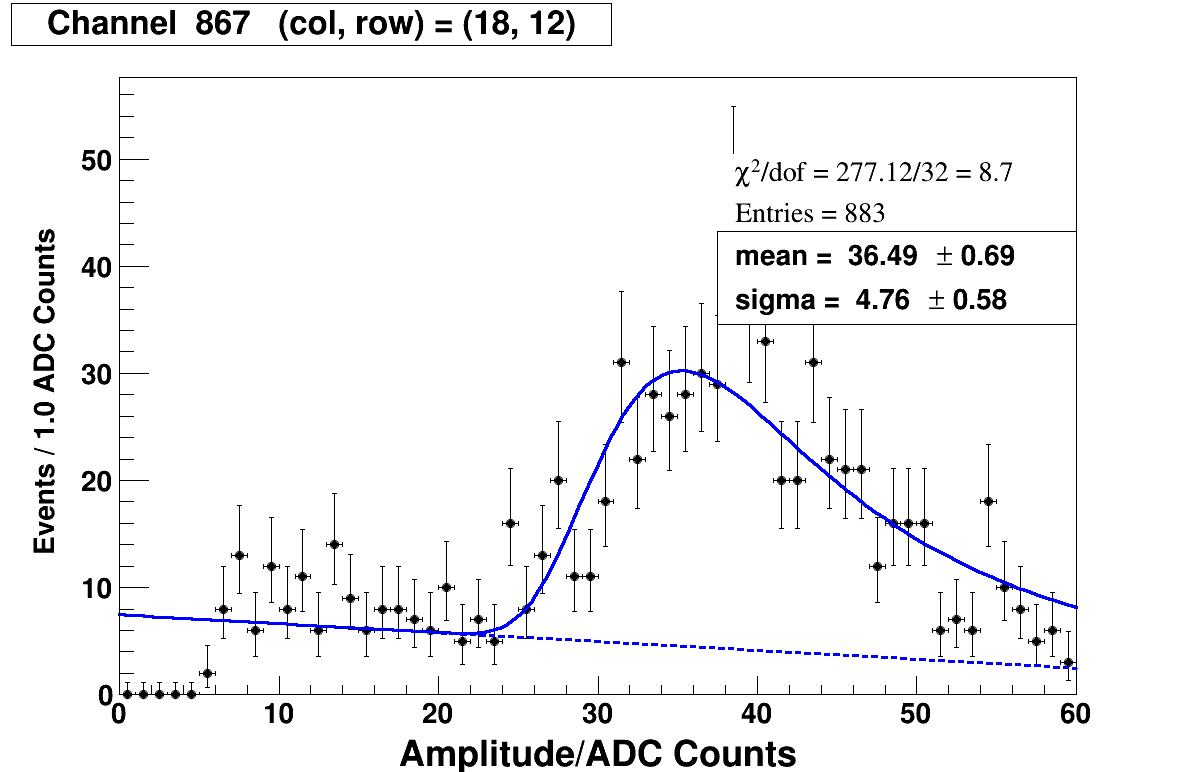 Channel 867 (col, row) = (18, 12)
χ²/dof = 277.12/32 = 8.7
Entries = 883
mean = 36.49 ± 0.69
sigma = 4.76 ± 0.58
Events / 1.0 ADC Counts
50
40
30
20
10
0
0 10 20 30 40 50 60
Amplitude/ADC Counts